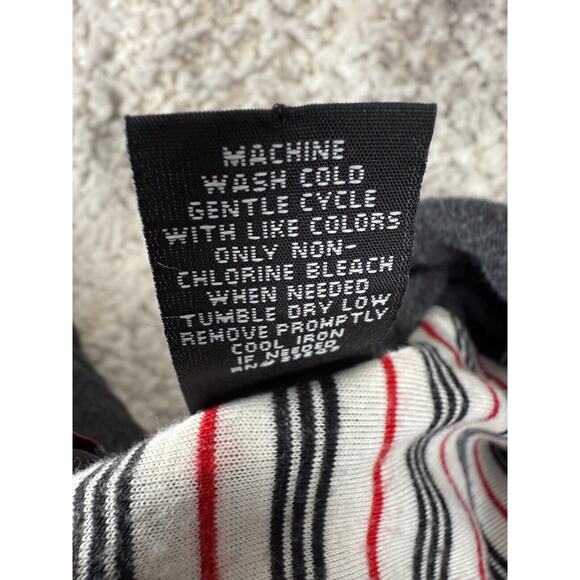 MACHINE
WASH COLD
GENTLE CYCLE
WITH LIKE COLORS
ONLY NON-
CHLORINE BLEACH
WHEN NEEDED
TUMBLE DRY LOW
REMOVE PROMPTLY
COOL IRON
IF NEEDED